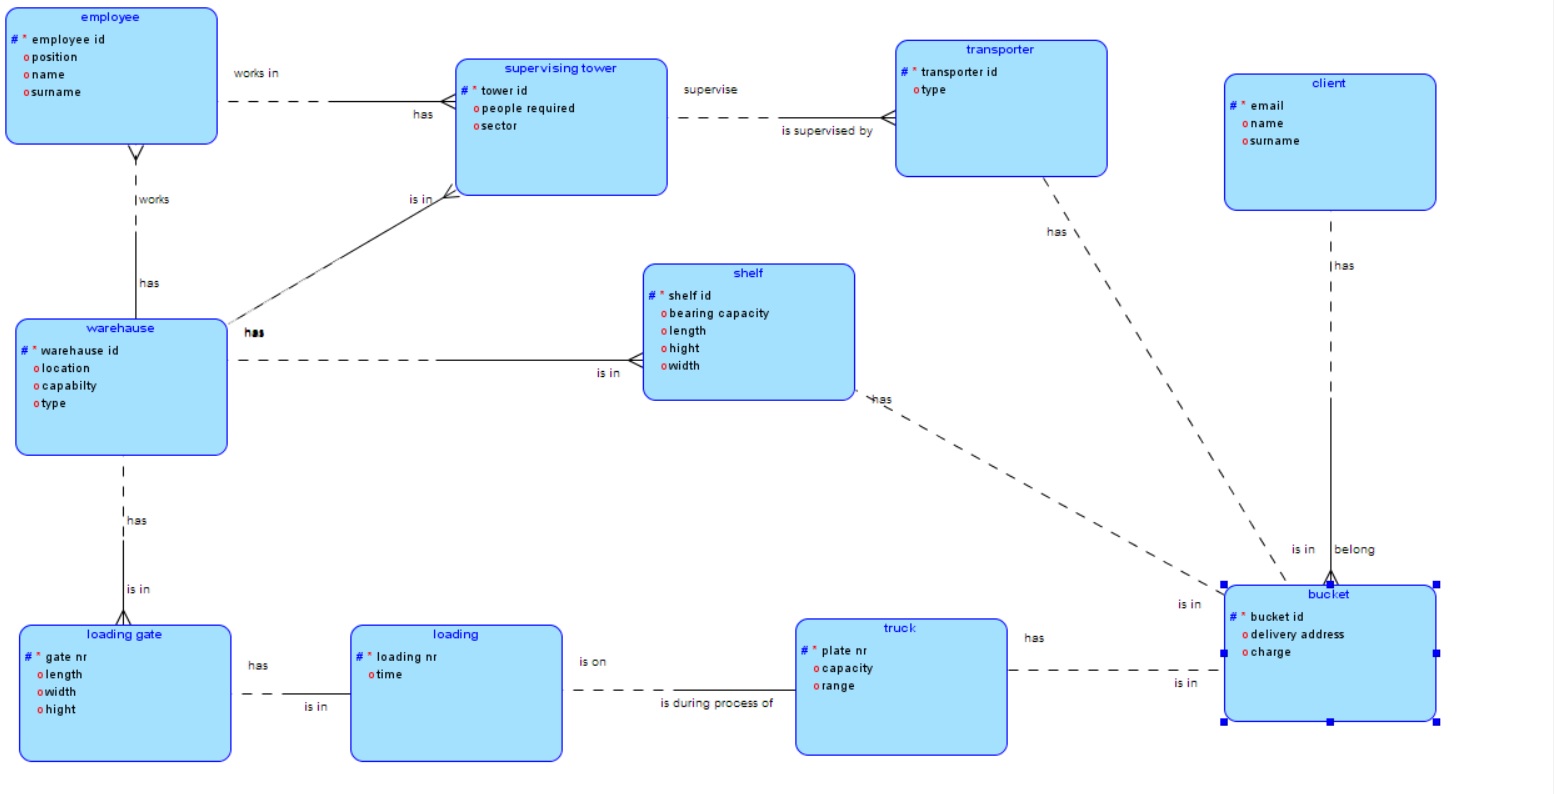 employee
# * employee id
o position
o name
o surname
works in
has
supervising tower
# * tower id
o people required
o sector
supervise
is supervised by
transporter
# * transporter id
o type
client
# * email
o name
o surname
works
has
is in
has
has
has
warehause
# * warehause id
o location
o capabilty
o type
is in
shelf
# * shelf id
o bearing capacity
o length
o hight
o width
has
has
is in
is in
is in
belong
loading gate
# * gate nr
o length
o width
o hight
has
is in
loading
# * loading nr
o time
is on
is during process of
truck
# * plate nr
o capacity
o range
has
is in
bucket
# * bucket id
o delivery address
o charge